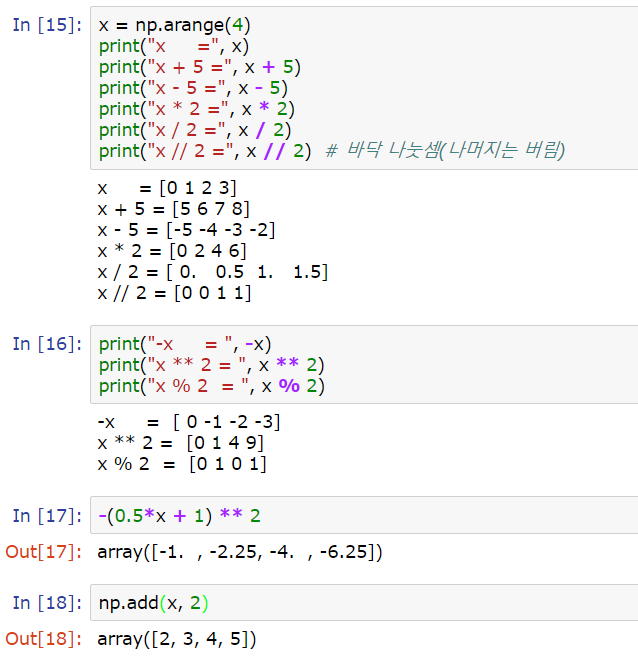 In [15]: x = np.arange(4)
print("x      =", x)
print("x + 5 =", x + 5)
print("x - 5 =", x - 5)
print("x * 2 =", x * 2)
print("x / 2 =", x / 2)
print("x // 2 =", x // 2)  # 바닥 나눗셈(나머지는 버림)
x      = [0 1 2 3]
x + 5 = [5 6 7 8]
x - 5 = [-5 -4 -3 -2]
x * 2 = [0 2 4 6]
x / 2 = [ 0.   0.5  1.   1.5]
x // 2 = [0 0 1 1]
In [16]: print("-x      = ", -x)
print("x ** 2 = ", x ** 2)
print("x % 2  = ", x % 2)
-x      =  [ 0 -1 -2 -3]
x ** 2 =  [0 1 4 9]
x % 2  =  [0 1 0 1]
In [17]: -(0.5*x + 1) ** 2
Out[17]: array([-1.  , -2.25, -4.  , -6.25])
In [18]: np.add(x, 2)
Out[18]: array([2, 3, 4, 5])